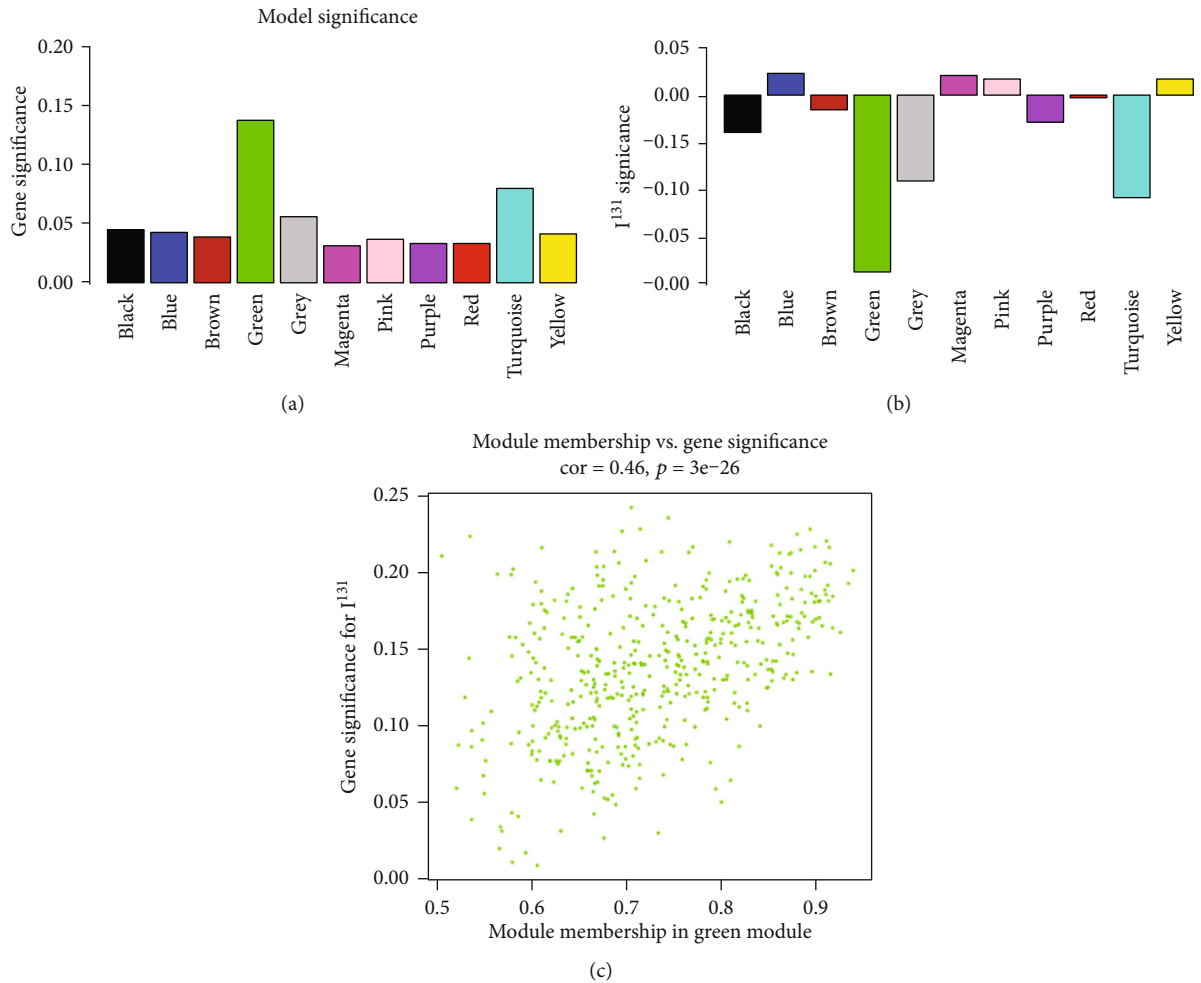 Model significance
Gene significance
0.20
0.15
0.10
0.05
0.00
Black
Blue
Brown
Green
Grey
Magenta
Pink
Purple
Red
Turquoise
Yellow
(a)
I¹³¹ signicance
0.05
0.00
−0.15
−0.10
−0.05
−0.00
Black
Blue
Brown
Green
Grey
Magenta
Pink
Purple
Red
Turquoise
Yellow
(b)
Module membership vs. gene significance
cor = 0.46, p = 3e−26
Gene significance for I¹³¹
0.25
0.20
0.15
0.10
0.05
0.00
0.5
0.6
0.7
0.8
0.9
Module membership in green module
(c)